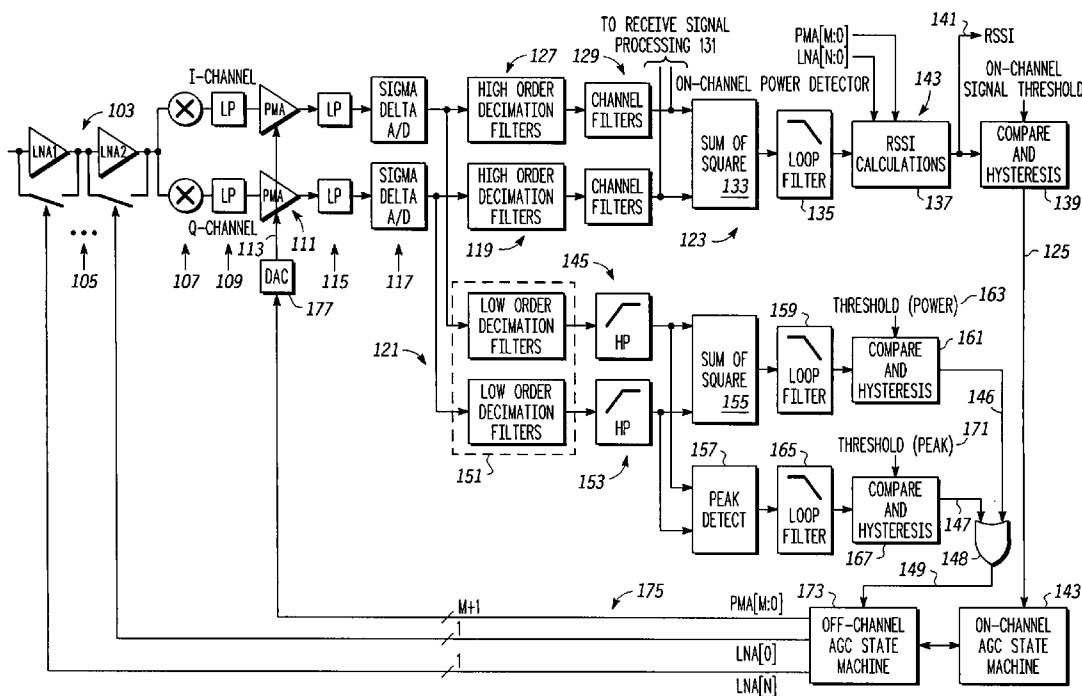 TO RECEIVE SIGNAL
PROCESSING 131
141
RSSI
PMA[M:0]
LNA[N:0]
127
129
ON-CHANNEL POWER DETECTOR
143
ON-CHANNEL
SIGNAL THRESHOLD
I-CHANNEL
103
LNA1
LNA2
LP
PMA
LP
SIGMA
DELTA
A/D
HIGH ORDER
DECIMATION
FILTERS
CHANNEL
FILTERS
SUM OF
SQUARE
133
LOOP
FILTER
135
RSSI
CALCULATIONS
137
COMPARE
AND
HYSTERESIS
139
LP
PMA
LP
SIGMA
DELTA
A/D
HIGH ORDER
DECIMATION
FILTERS
CHANNEL
FILTERS
Q-CHANNEL
113
111
105
107
109
115
117
119
123
125
DAC
177
145
121
LOW ORDER
DECIMATION
FILTERS
HP
LOW ORDER
DECIMATION
FILTERS
HP
151
153
SUM OF
SQUARE
155
159
LOOP
FILTER
THRESHOLD (POWER)
163
COMPARE
AND
HYSTERESIS
161
146
THRESHOLD (PEAK)
171
157
PEAK
DETECT
165
LOOP
FILTER
COMPARE
AND
HYSTERESIS
167
147
148
149
175
M+1
PMA[M:0]
173
143
1
LNA[0]
1
LNA[N]
OFF-CHANNEL
AGC STATE
MACHINE
ON-CHANNEL
AGC STATE
MACHINE